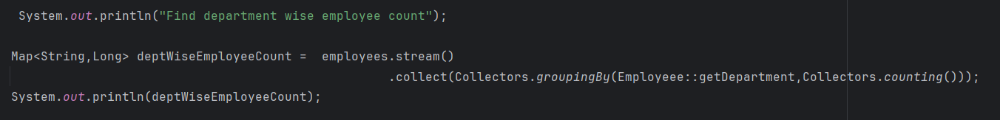 System.out.println("Find department wise employee count");
Map<String,Long> deptWiseEmployeeCount =  employees.stream()
.collect(Collectors.groupingBy(Employeee::getDepartment,Collectors.counting()));
System.out.println(deptWiseEmployeeCount);